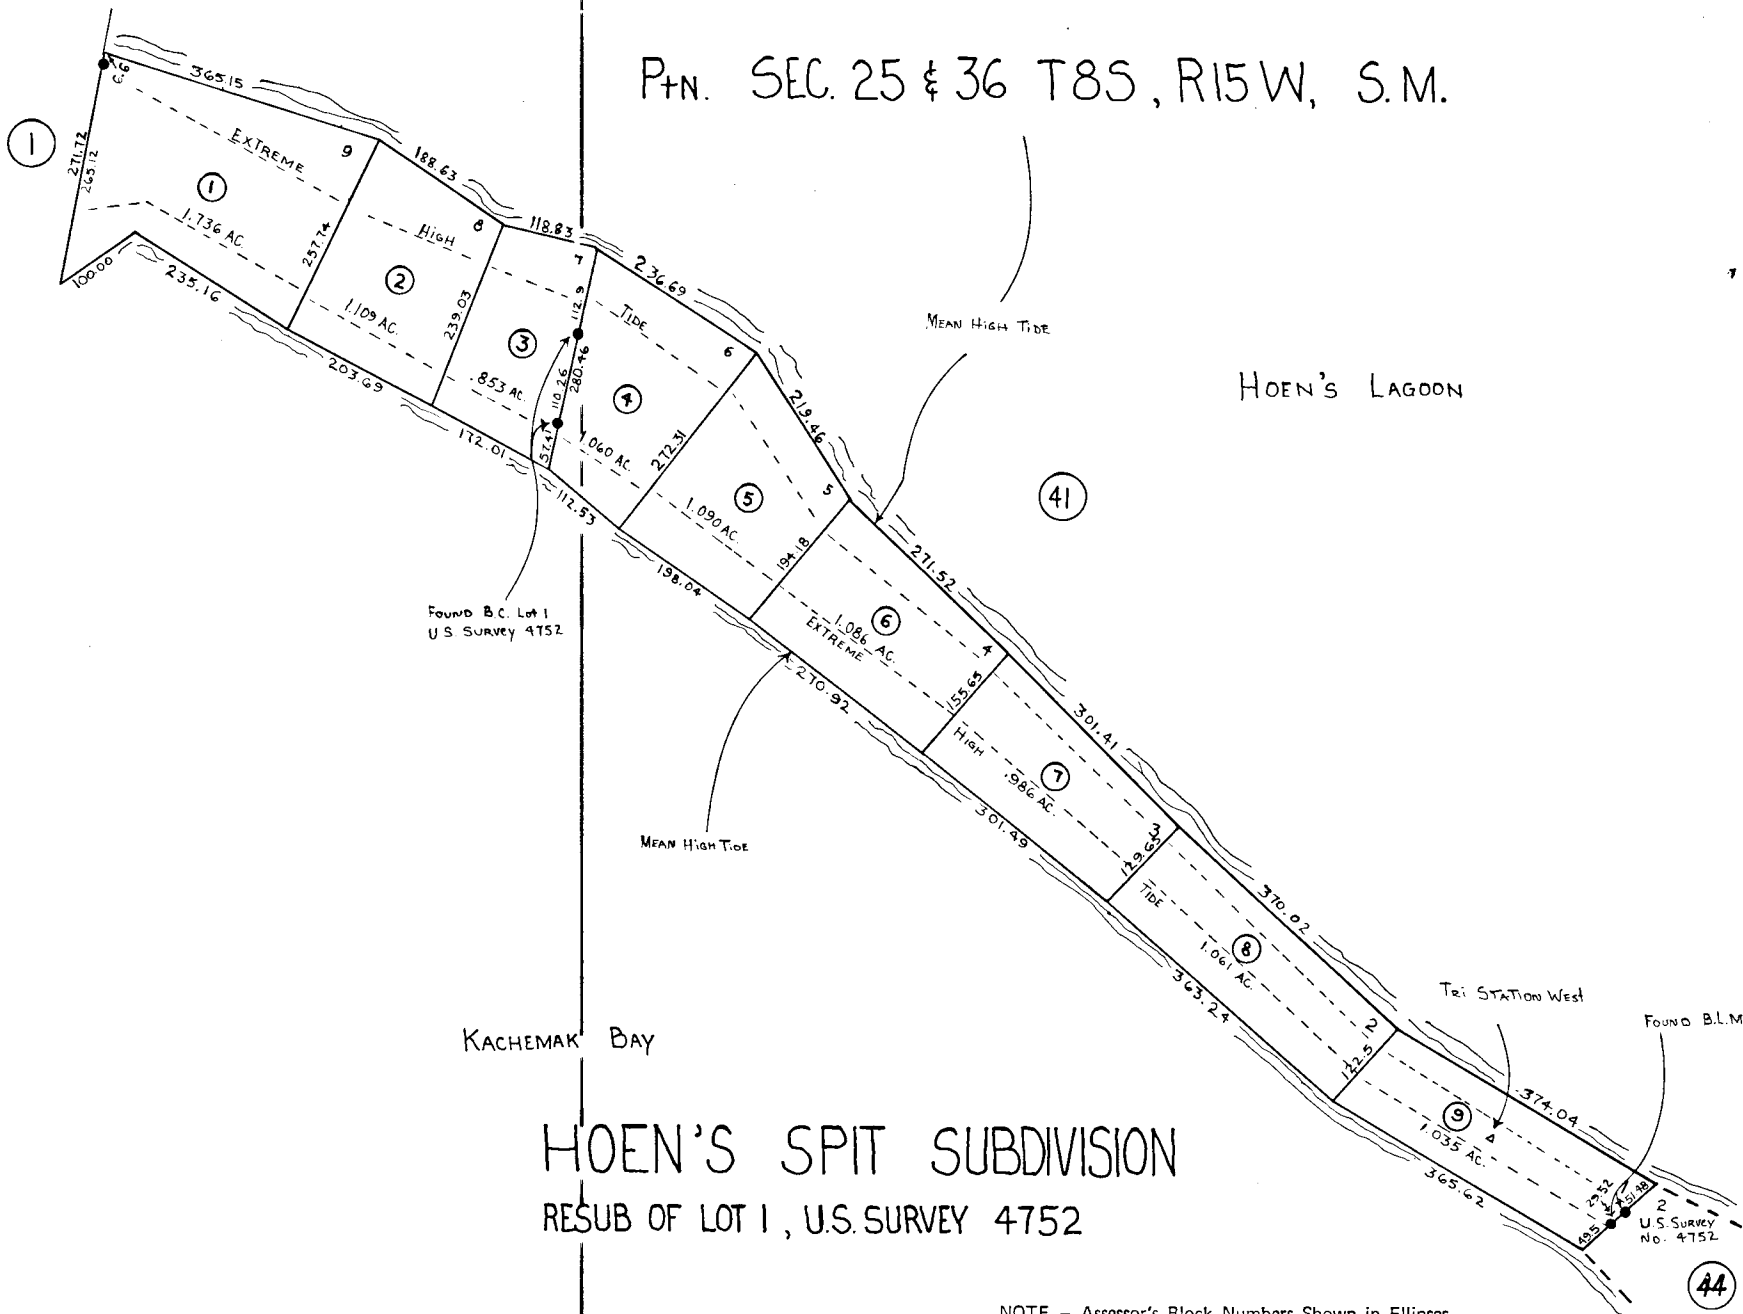 PtN. SEC. 25 & 36 T8S, R15W, S.M.
1
365.15
6.6
271.72
265.12
EXTREME
9
1
1.736 AC.
100.00
235.16
257.74
188.63
HIGH
8
2
1.109 AC.
203.69
239.03
118.83
7
3
.853 AC.
172.01
112.9
110.26
280.46
57.41
236.69
TIDE
6
4
1.060 AC.
112.53
272.31
219.46
5
5
1.090 AC.
198.04
194.18
MEAN HIGH TIDE
HOEN'S LAGOON
41
271.52
4
6
1.086 AC.
EXTREME
270.92
155.65
FOUND B.C. Lot 1
U S SURVEY 4752
MEAN HIGH TIDE
301.41
3
7
HIGH
.986 AC.
301.49
129.65
370.02
TIDE
2
8
1.061 AC.
363.24
122.5
TRI STATION WEST
FOUND B.L.M
374.04
9
1.035 AC.
365.62
29.52
51.48
49.5
2
U.S. SURVEY
NO. 4752
44
KACHEMAK BAY
HOEN'S SPIT SUBDIVISION
RESUB OF LOT 1, U.S. SURVEY 4752
NOTE - Assessor's Block Numbers Shown in Ellipses